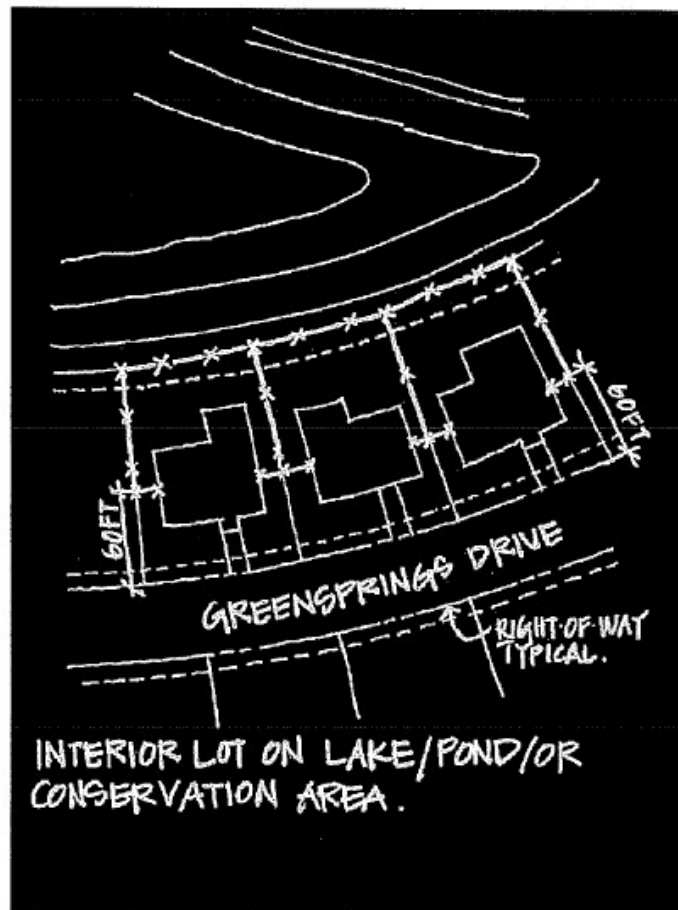 60FT.
60FT
GREENSPRINGS DRIVE
RIGHT-OF-WAY
TYPICAL.
INTERIOR LOT ON LAKE/POND/OR
CONSERVATION AREA.